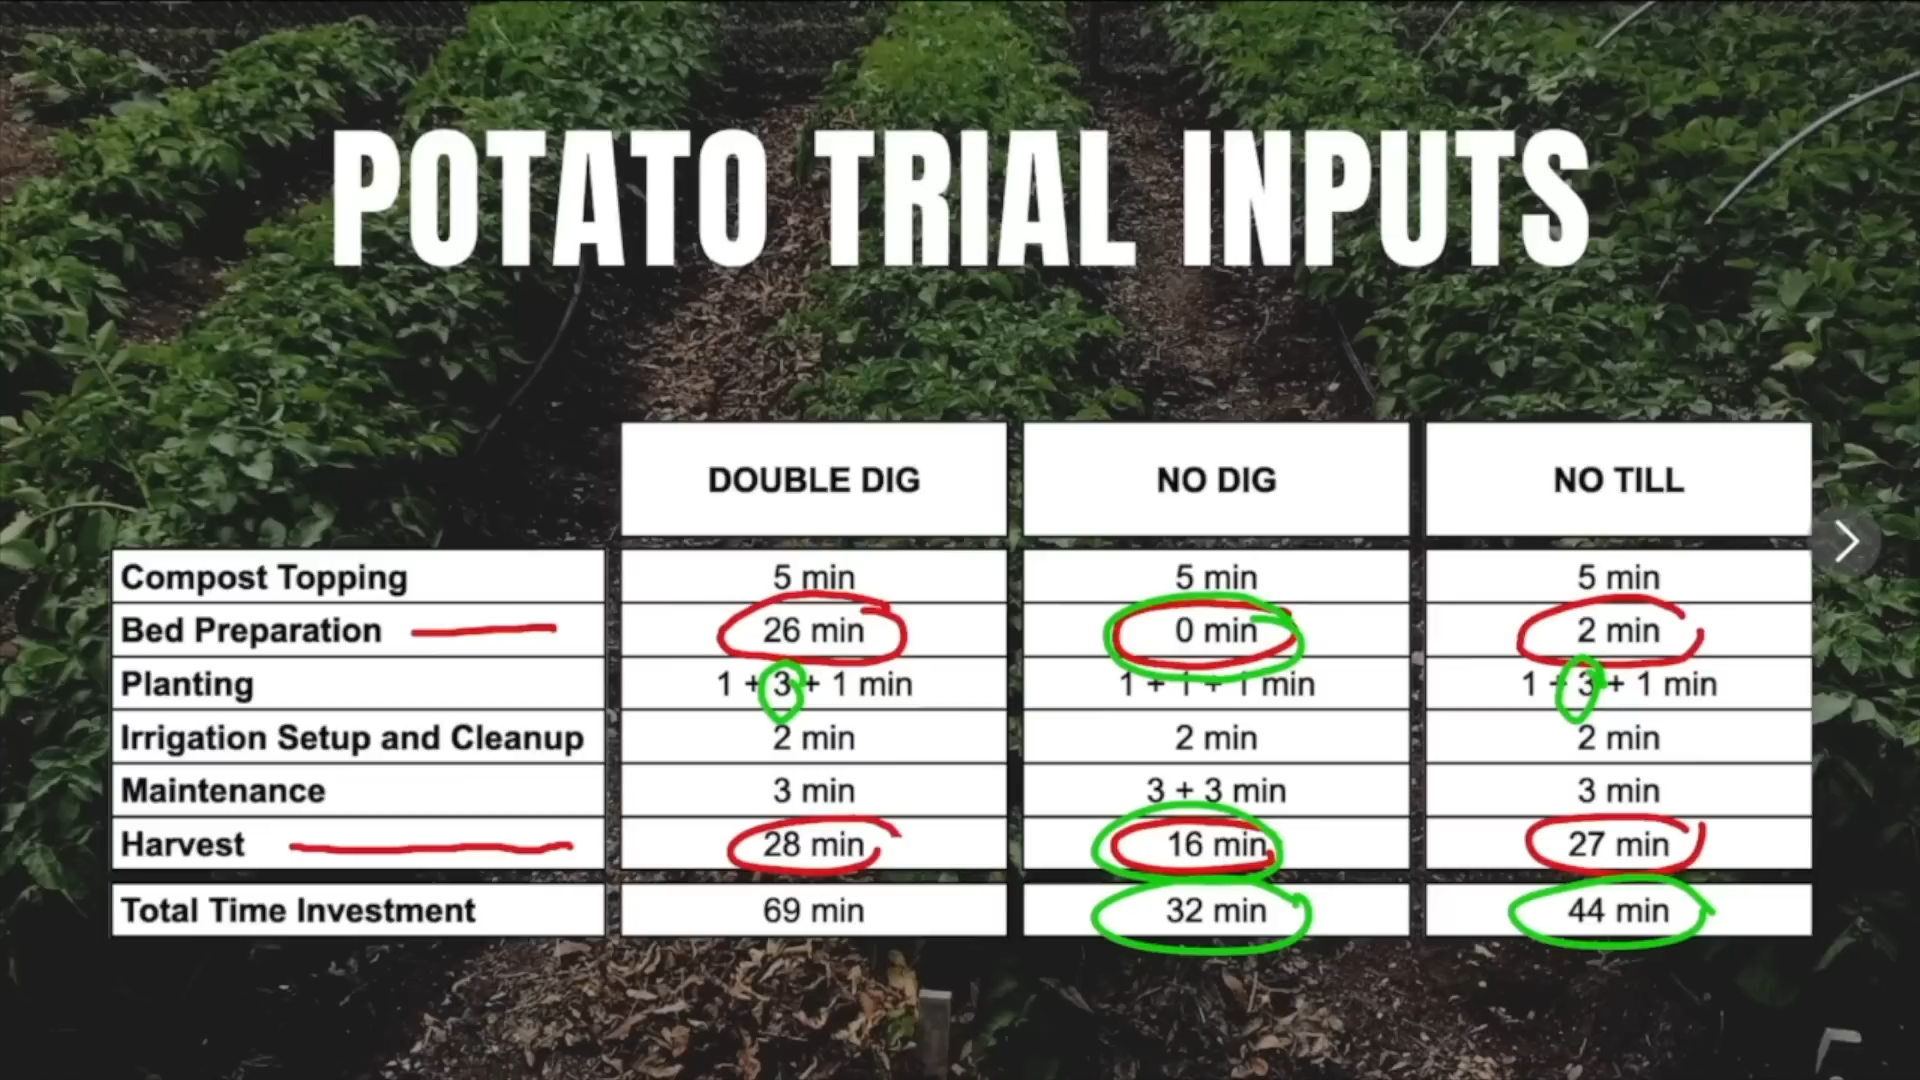 POTATO TRIAL INPUTS
DOUBLE DIG NO DIG NO TILL
Compost Topping 5 min 5 min 5 min
Bed Preparation 26 min 0 min 2 min
Planting 1 + 3 + 1 min 1 + 1 + 1 min 1 + 3 + 1 min
Irrigation Setup and Cleanup 2 min 2 min 2 min
Maintenance 3 min 3 + 3 min 3 min
Harvest 28 min 16 min 27 min
Total Time Investment 69 min 32 min 44 min